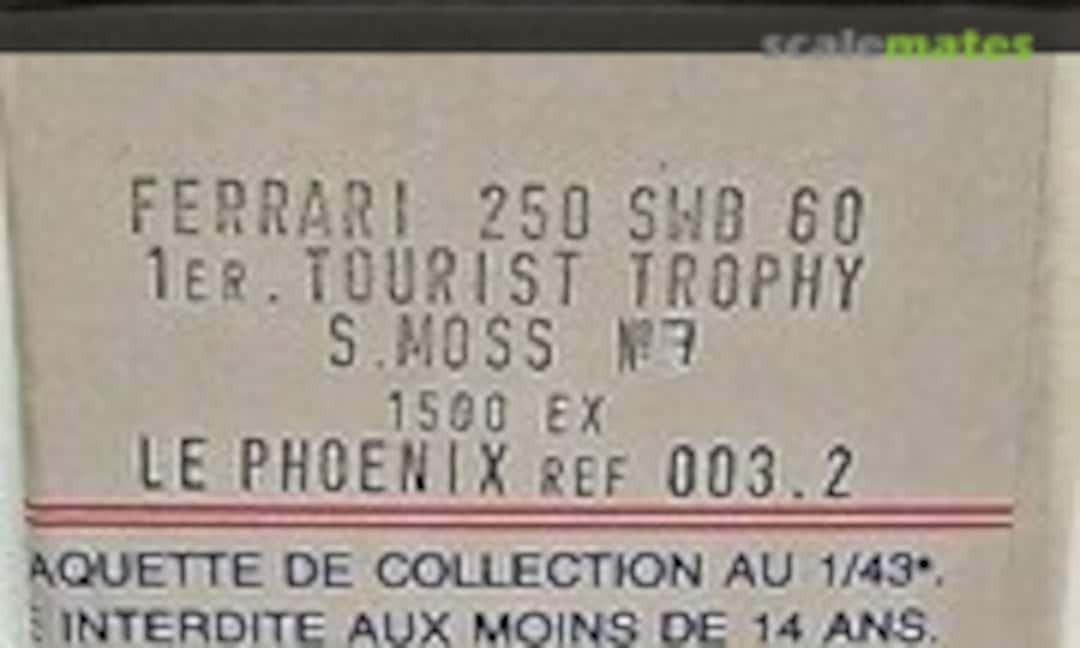 scalemates
FERRARI 250 SWB 60
1ER. TOURIST TROPHY
S.MOSS Nº7
1500 EX
LE PHOENIX REF 003.2
AQUETTE DE COLLECTION AU 1/43•.
INTERDITE AUX MOINS DE 14 ANS.